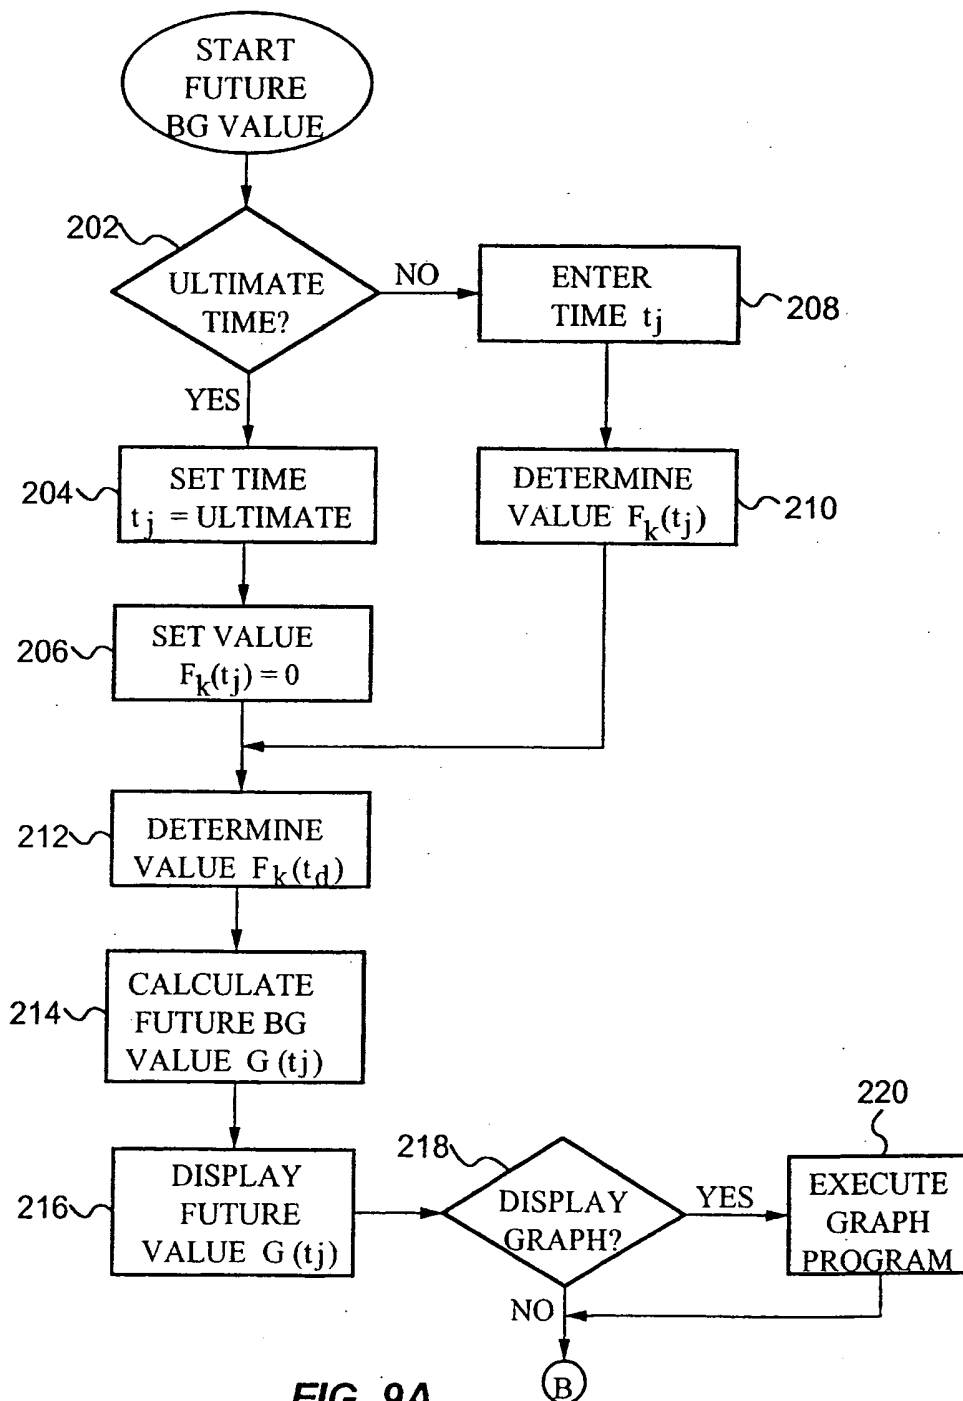 START
FUTURE
BG VALUE
202
ULTIMATE
TIME?
NO
ENTER
TIME tj
208
YES
SET TIME
tj = ULTIMATE
204
DETERMINE
VALUE Fk(tj)
210
SET VALUE
Fk(tj) = 0
206
DETERMINE
VALUE Fk(td)
212
CALCULATE
FUTURE BG
VALUE G (tj)
214
DISPLAY
FUTURE
VALUE G (tj)
216
218
DISPLAY
GRAPH?
YES
220
EXECUTE
GRAPH
PROGRAM
NO
B
FIG. 9A